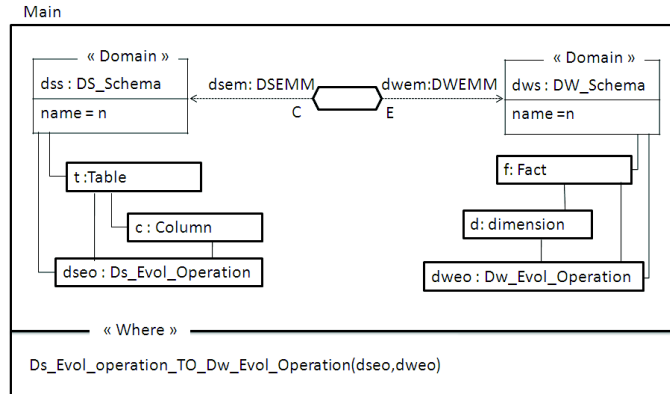 Main
« Domain »
« Domain »
dss : DS_Schema
dsem: DSEMM
dwem:DWEMM
dws : DW_Schema
name = n
C
E
name =n
t :Table
f: Fact
c : Column
d: dimension
dseo : Ds_Evol_Operation
dweo : Dw_Evol_Operation
« Where »
Ds_Evol_operation_TO_Dw_Evol_Operation(dseo,dweo)